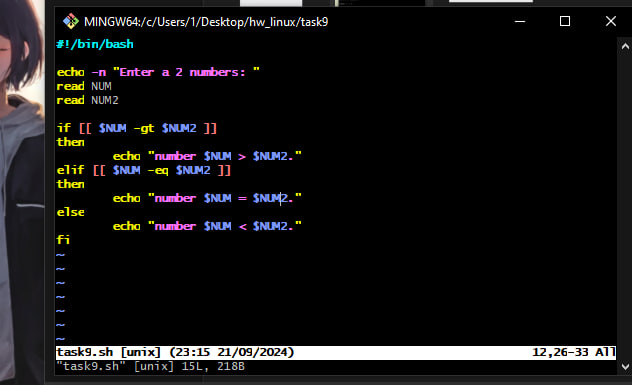 MINGW64:/c/Users/1/Desktop/hw_linux/task9
#!/bin/bash
echo -n "Enter a 2 numbers: "
read NUM
read NUM2
if [[ $NUM -gt $NUM2 ]]
then
        echo "number $NUM > $NUM2."
elif [[ $NUM -eq $NUM2 ]]
then
        echo "number $NUM = $NUM2."
else
        echo "number $NUM < $NUM2."
fi
~
~
~
~
~
~
~
task9.sh [unix] (23:15 21/09/2024) 12,26-33 All
"task9.sh" [unix] 15L, 218B